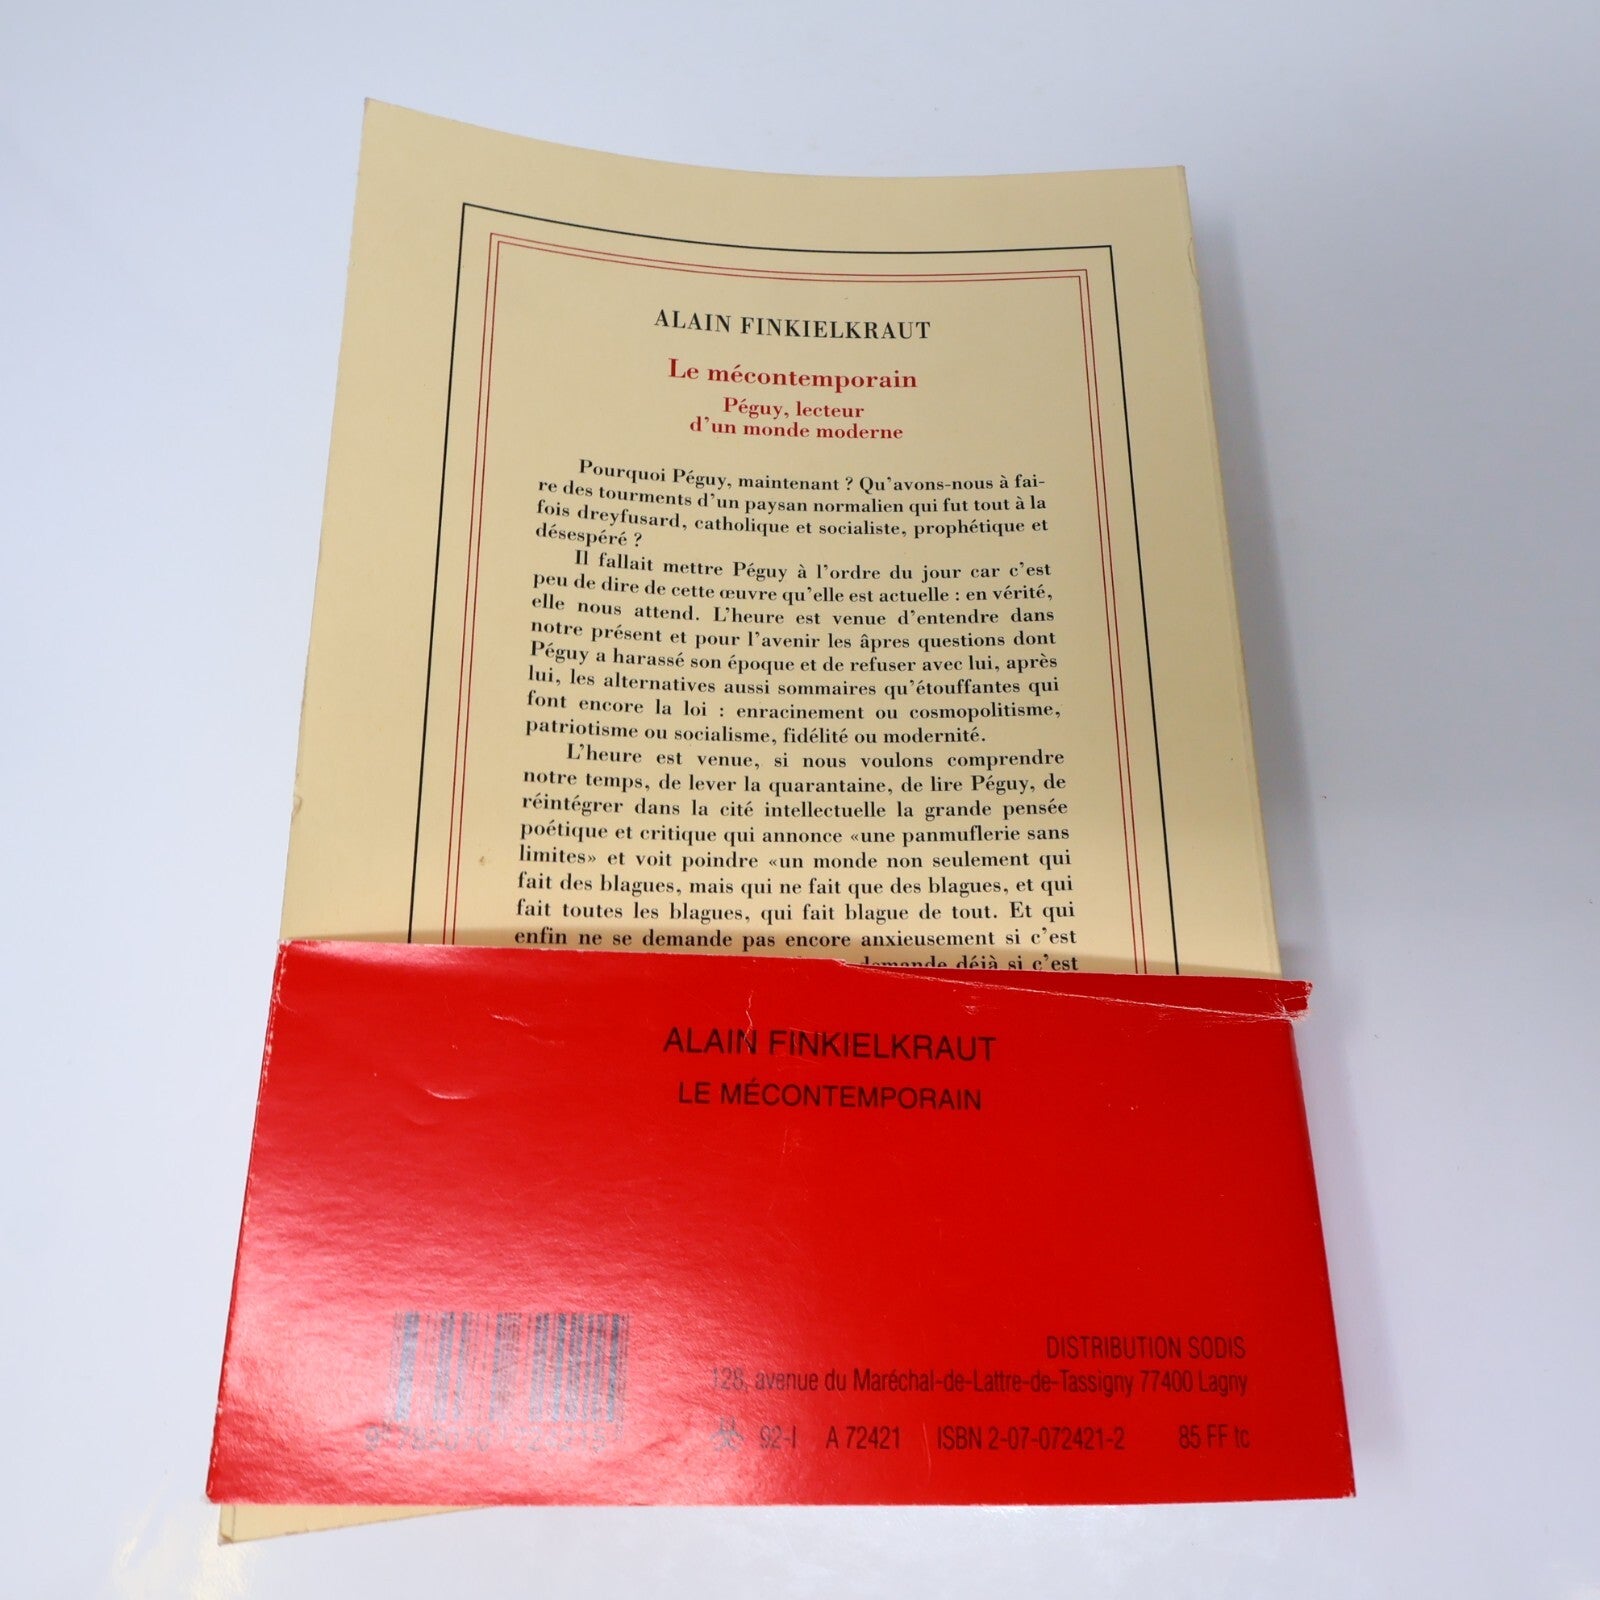 ALAIN FINKIELKRAUT
Le mécontemporain
Péguy, lecteur
d'un monde moderne
Pourquoi Péguy, maintenant ? Qu'avons-nous à fai-
re des tourments d'un paysan normalien qui fut tout à la
fois dreyfusard, catholique et socialiste, prophétique et
désespéré ?
Il fallait mettre Péguy à l'ordre du jour car c'est
peu de dire de cette œuvre qu'elle est actuelle : en vérité,
elle nous attend. L'heure est venue d'entendre dans
notre présent et pour l'avenir les âpres questions dont
Péguy a harassé son époque et de refuser avec lui, après
lui, les alternatives aussi sommaires qu'étouffantes qui
font encore la loi : enracinement ou cosmopolitisme,
patriotisme ou socialisme, fidélité ou modernité.
L'heure est venue, si nous voulons comprendre
notre temps, de lever la quarantaine, de lire Péguy, de
réintégrer dans la cité intellectuelle la grande pensée
poétique et critique qui annonce «une panmuflerie sans
limites» et voit poindre «un monde non seulement qui
fait des blagues, mais qui ne fait que des blagues, et qui
fait toutes les blagues, qui fait blague de tout. Et qui
enfin ne se demande pas encore anxieusement si c'est
demande déjà si c'est
ALAIN FINKIELKRAUT
LE MÉCONTEMPORAIN
DISTRIBUTION SODIS
128, avenue du Maréchal-de-Lattre-de-Tassigny 77400 Lagny
92-I A 72421 ISBN 2-07-072421-2 85 FF tc